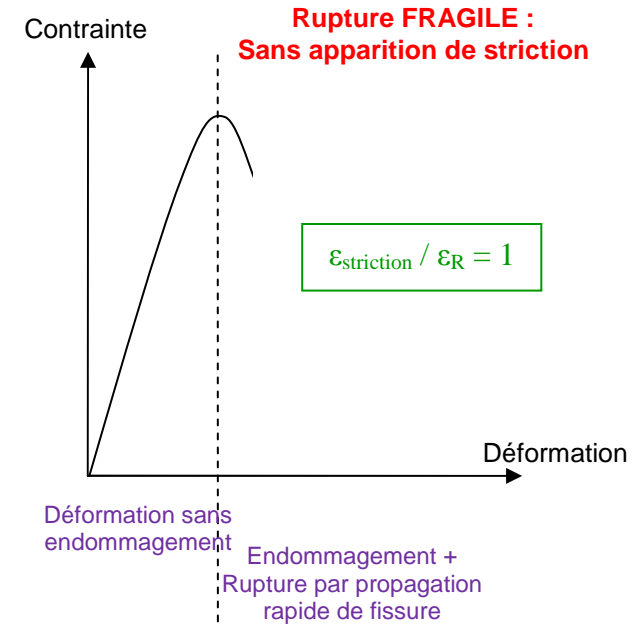 Contrainte
Rupture FRAGILE :
Sans apparition de striction
εstriction / εR = 1
Déformation
Déformation sans
endommagement
Endommagement +
Rupture par propagation
rapide de fissure